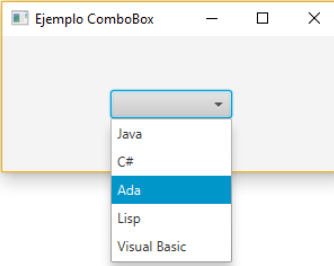 Ejemplo ComboBox
Java
C#
Ada
Lisp
Visual Basic